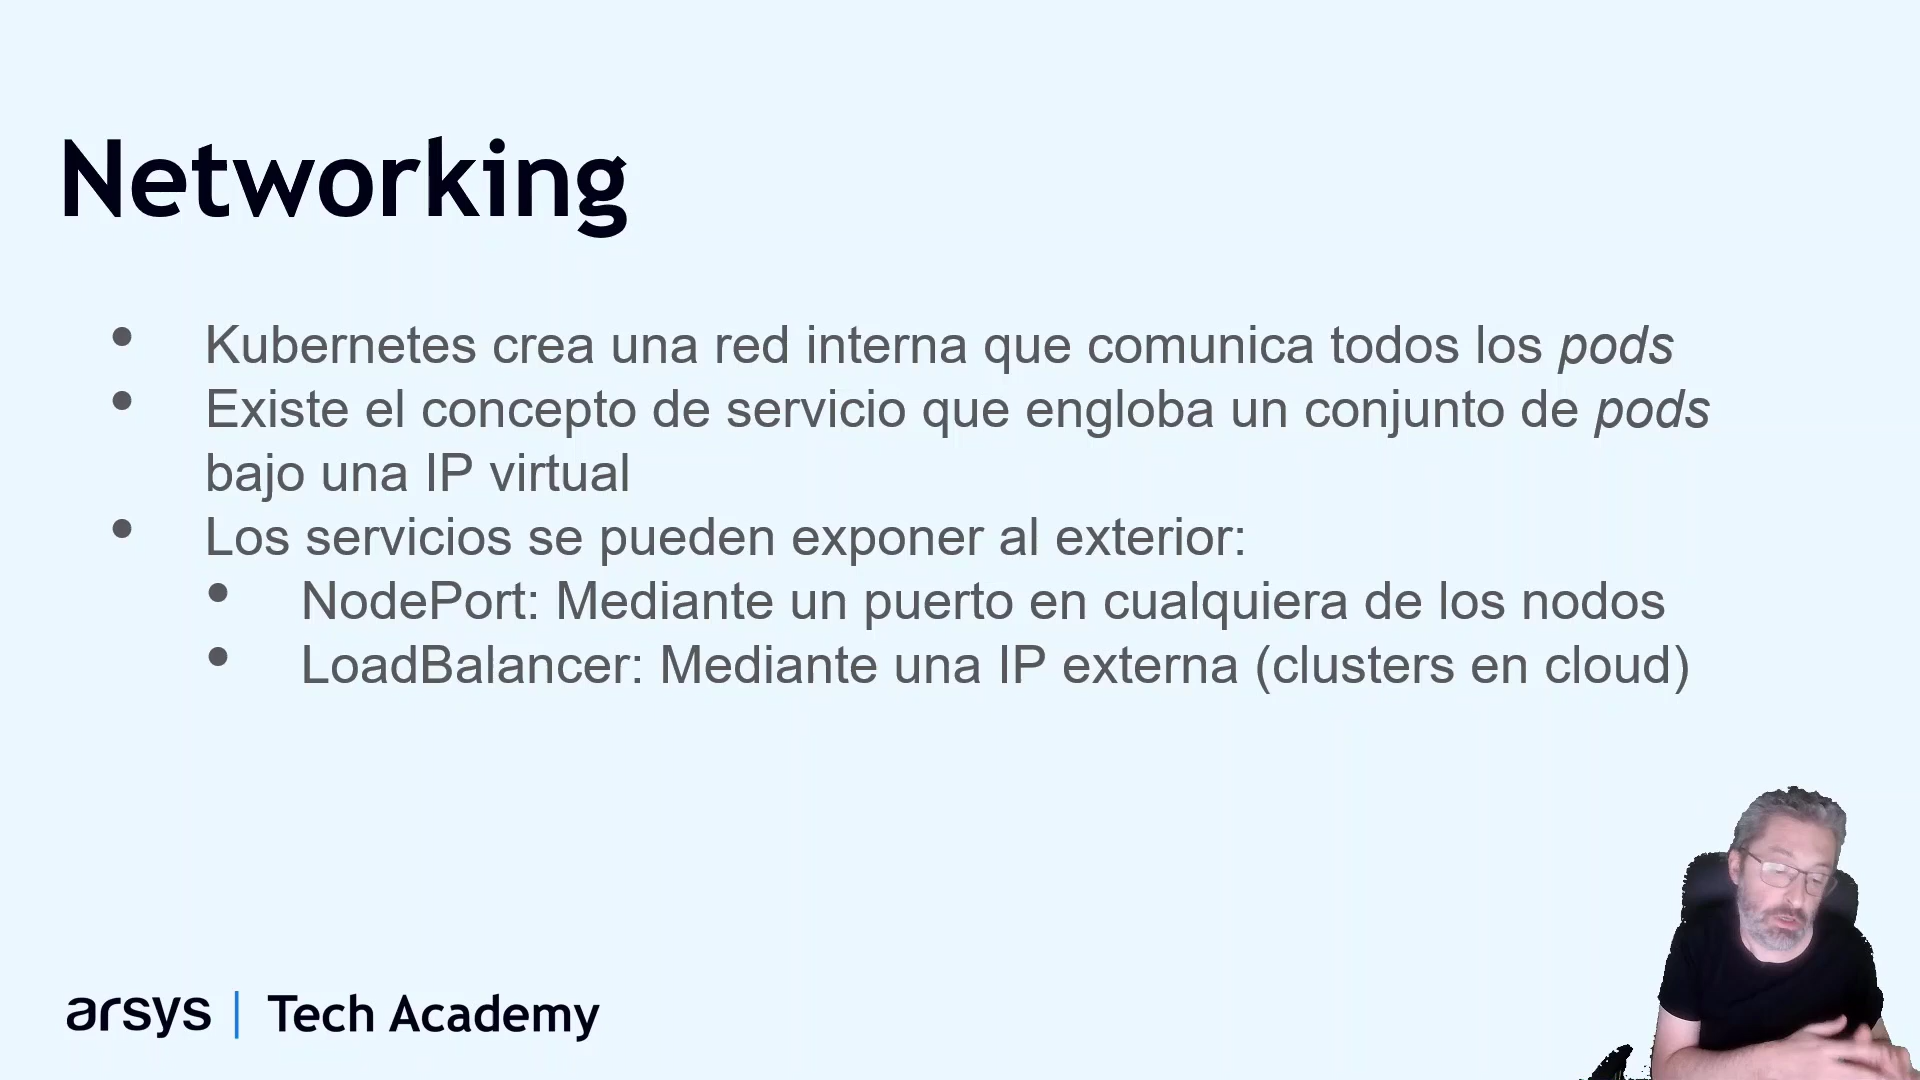 Networking
• Kubernetes crea una red interna que comunica todos los pods
• Existe el concepto de servicio que engloba un conjunto de pods
bajo una IP virtual
• Los servicios se pueden exponer al exterior:
• NodePort: Mediante un puerto en cualquiera de los nodos
• LoadBalancer: Mediante una IP externa (clusters en cloud)
arsys | Tech Academy